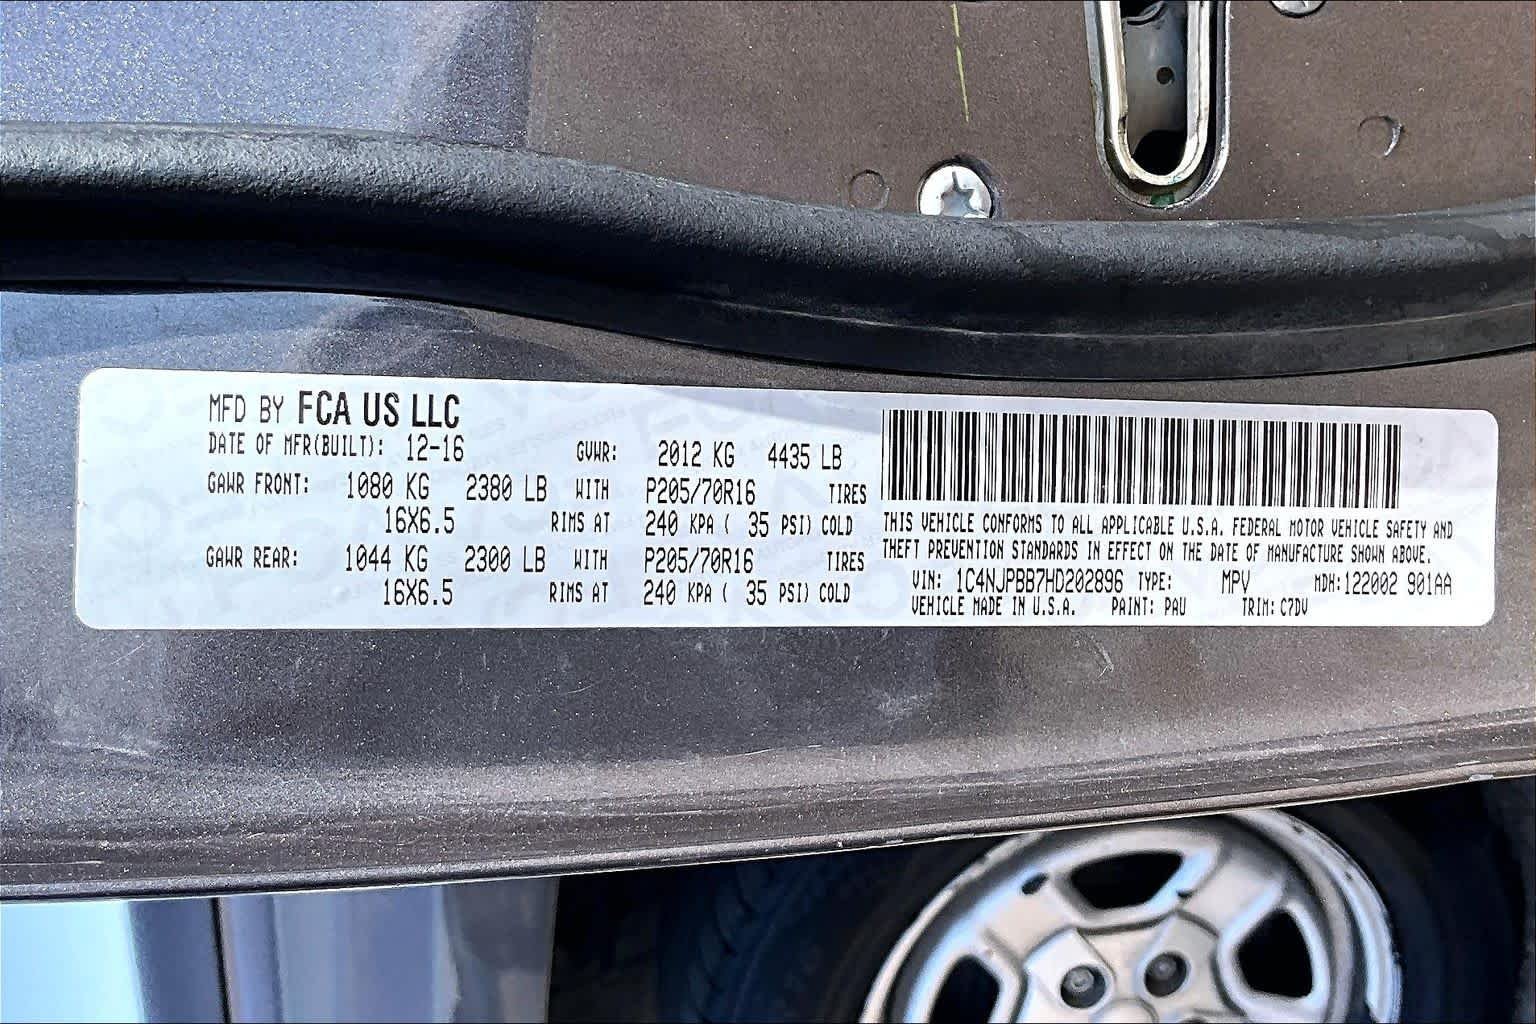 MFD BY FCA US LLC
DATE OF MFR(BUILT): 12-16 GVWR: 2012 KG 4435 LB
GAWR FRONT: 1080 KG 2380 LB WITH P205/70R16 TIRES
16X6.5 RIMS AT 240 KPA ( 35 PSI) COLD
GAWR REAR: 1044 KG 2300 LB WITH P205/70R16 TIRES
16X6.5 RIMS AT 240 KPA ( 35 PSI) COLD
THIS VEHICLE CONFORMS TO ALL APPLICABLE U.S.A. FEDERAL MOTOR VEHICLE SAFETY AND
THEFT PREVENTION STANDARDS IN EFFECT ON THE DATE OF MANUFACTURE SHOWN ABOVE.
VIN: 1C4NJPBB7HD202896 TYPE: MPV MDH:122002 901AA
VEHICLE MADE IN U.S.A. PAINT: PAU TRIM: C7DV